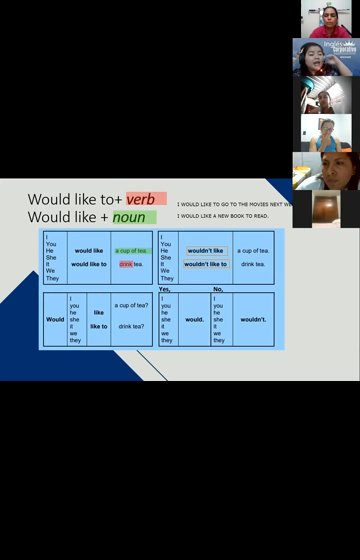 Inglés
Corporativo
Would like to+ verb
Would like + noun
I WOULD LIKE TO GO TO THE MOVIES NEXT WE
I WOULD LIKE A NEW BOOK TO READ.
I
You
He
She
It
We
They
would like
would like to
a cup of tea.
drink tea.
I
You
He
She
It
We
They
wouldn't like
wouldn't like to
a cup of tea.
drink tea.
Would
I
you
he
she
it
we
they
like
like to
a cup of tea?
drink tea?
Yes,
I
you
he
she
it
we
they
would.
No,
I
you
he
she
it
we
they
wouldn't.